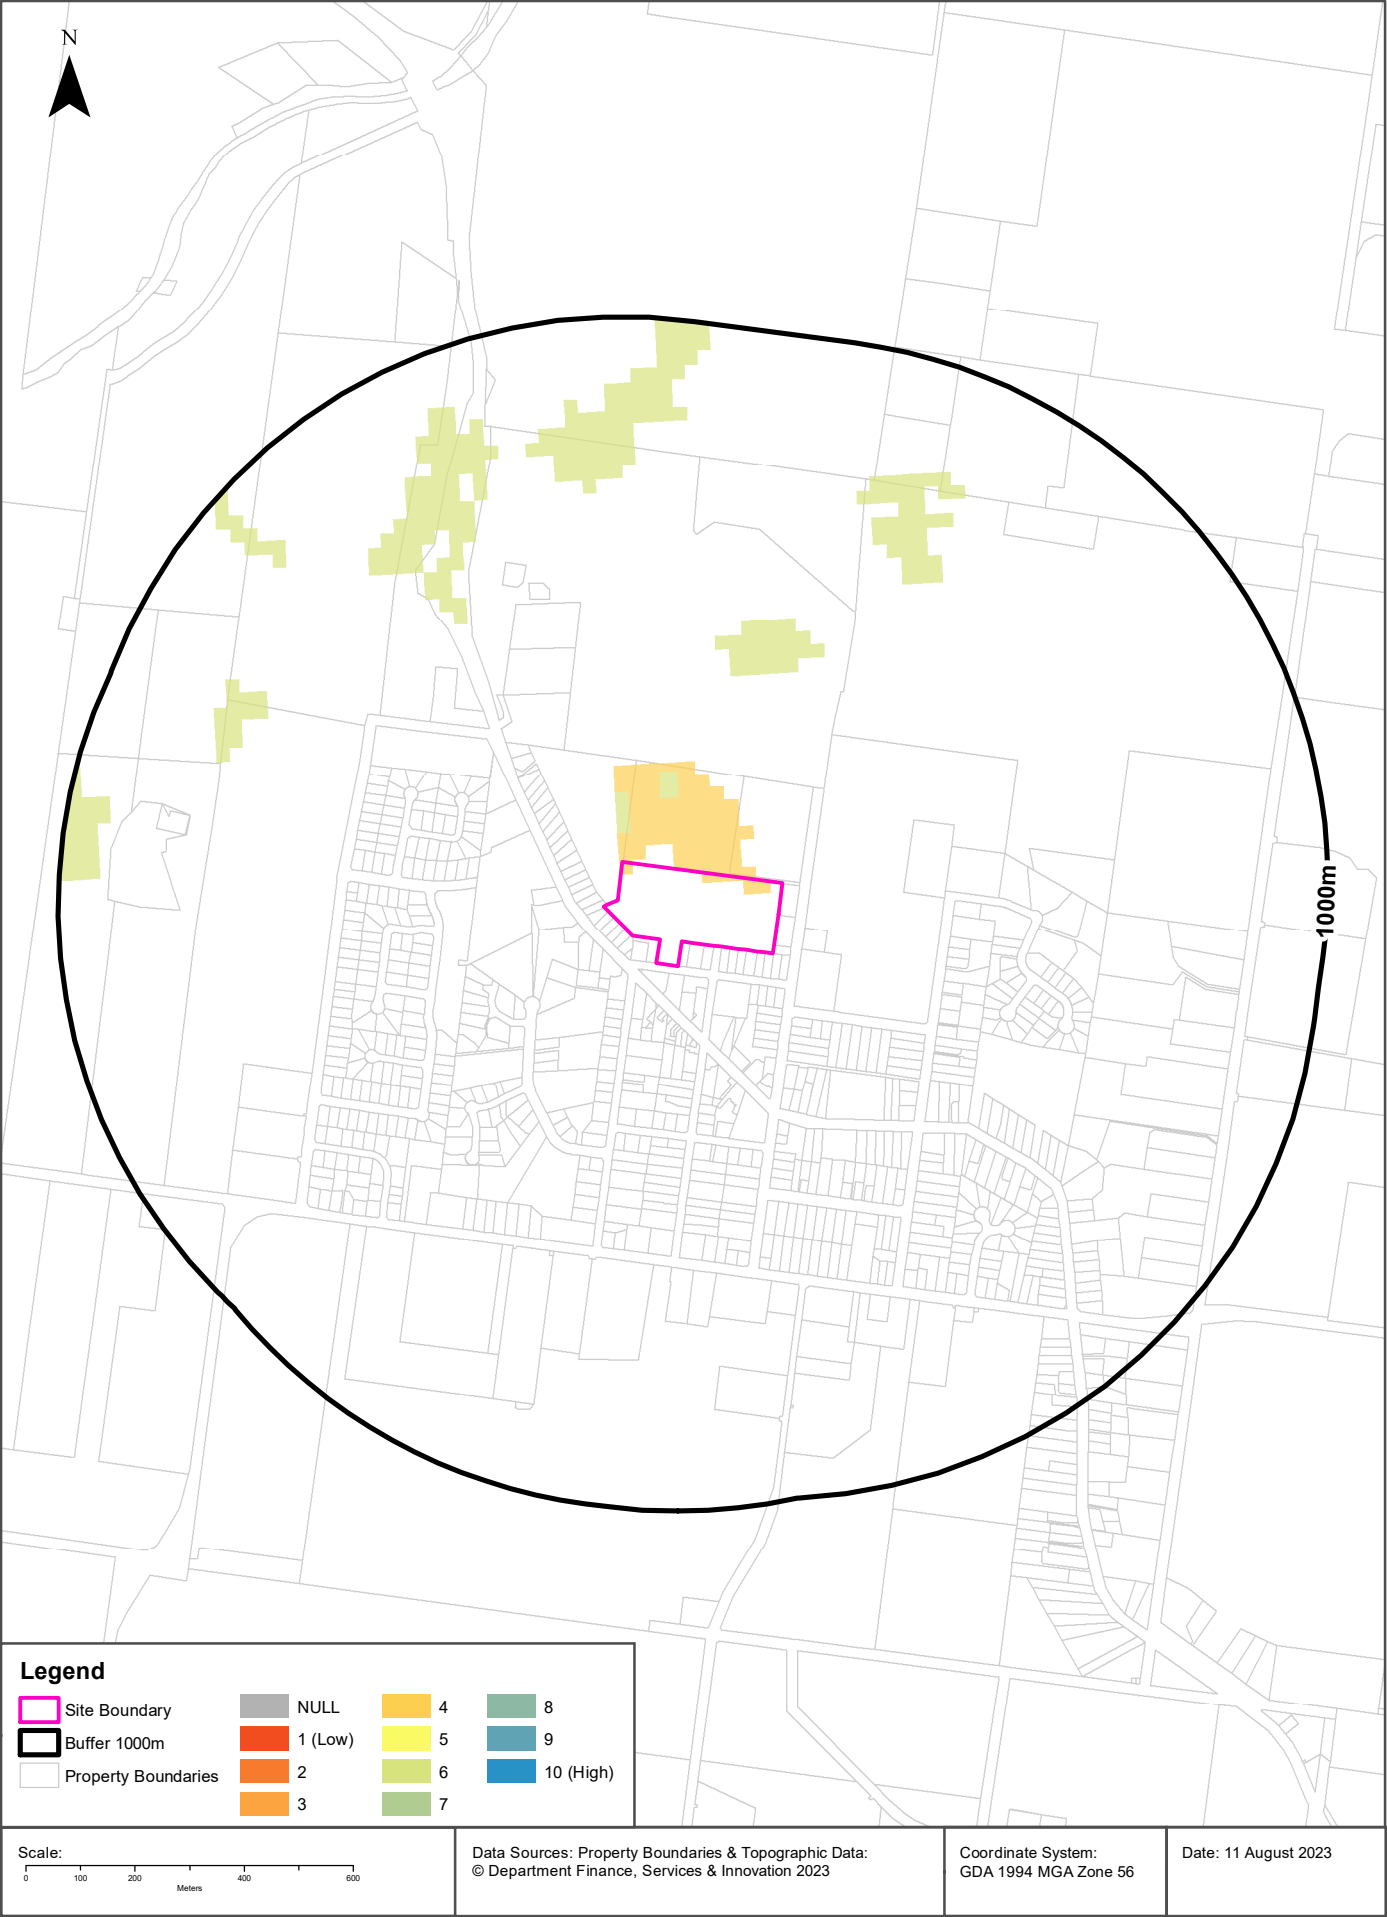 N
1000m
Legend
Site Boundary
Buffer 1000m
Property Boundaries
NULL
1 (Low)
2
3
4
5
6
7
8
9
10 (High)
Scale:
0 100 200 400 600
Meters
Data Sources: Property Boundaries & Topographic Data:
© Department Finance, Services & Innovation 2023
Coordinate System:
GDA 1994 MGA Zone 56
Date: 11 August 2023